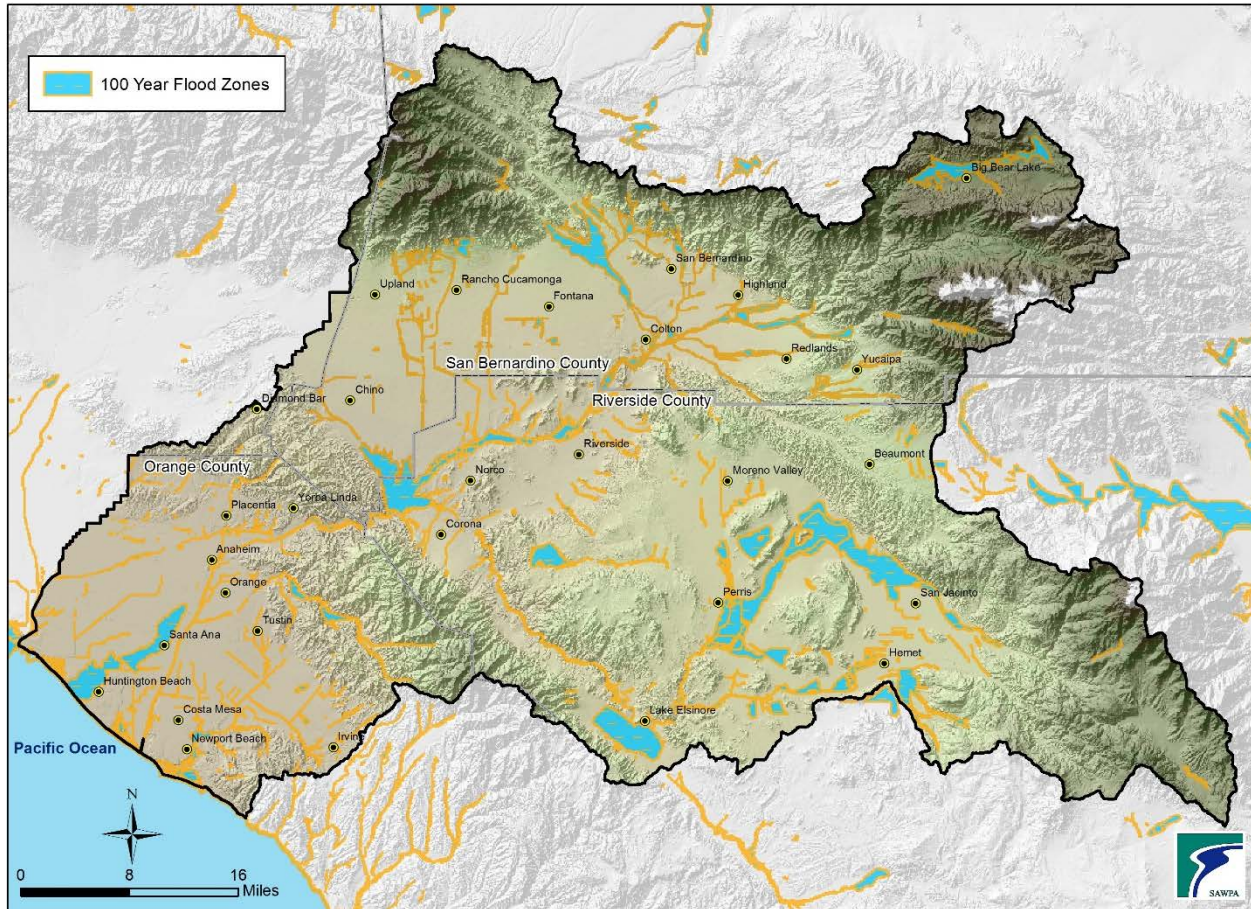 100 Year Flood Zones
Big Bear Lake
San Bernardino
Upland
Rancho Cucamonga
Highland
Fontana
Colton
Redlands
Yucaipa
San Bernardino County
Riverside County
Chino
Diamond Bar
Riverside
Beaumont
Orange County
Norco
Moreno Valley
Placentia
Yorba Linda
Corona
Anaheim
Orange
Perris
San Jacinto
Tustin
Santa Ana
Hemet
Huntington Beach
Costa Mesa
Lake Elsinore
Pacific Ocean
Newport Beach
Irvine
N
0 8 16
Miles
SAWPA